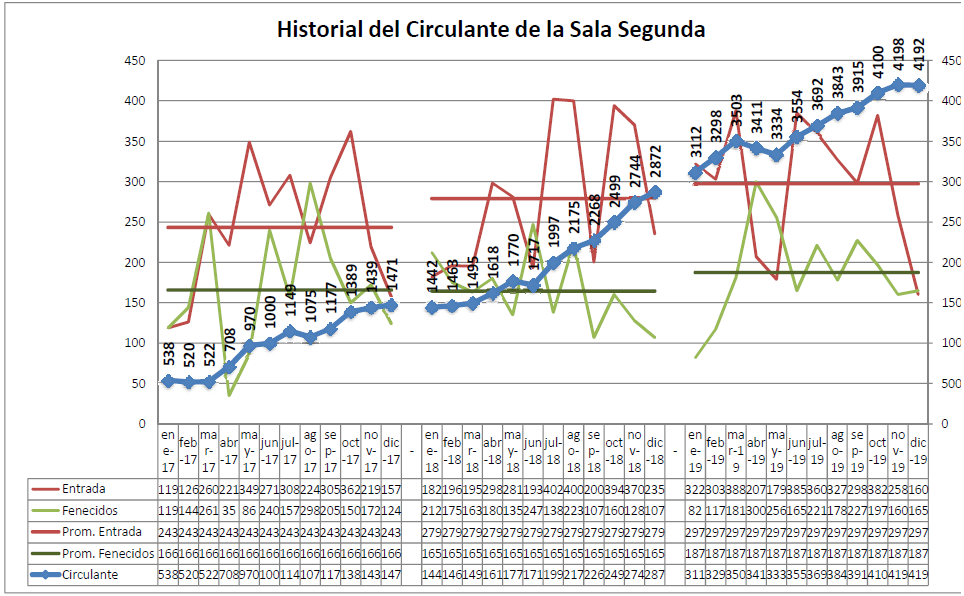 Historial del Circulante de la Sala Segunda
450 450
400 400
350 350
300 300
250 250
200 200
150 150
100 100
50 50
0 0
538 520 522 708 970 1000 1149 1075 1177 1389 1439 1471 1442 1463 1495 1618 1770 1717 1997 2175 2268 2499 2744 2872 3112 3298 3503 3411 3334 3554 3692 3843 3915 4100 4198 4192
ene-17 feb-17 mar-17 abr-17 may-17 jun-17 jul-17 ago-17 sep-17 oct-17 nov-17 dic-17 - ene-18 feb-18 mar-18 abr-18 may-18 jun-18 jul-18 ago-18 sep-18 oct-18 nov-18 dic-18 - ene-19 feb-19 mar-19 abr-19 may-19 jun-19 jul-19 ago-19 sep-19 oct-19 nov-19 dic-19
Entrada 119 126 260 221 349 271 308 224 305 362 219 157 182 196 195 298 281 193 402 400 200 394 370 235 322 303 388 207 179 385 360 327 298 382 258 160
Fenecidos 119 144 261 35 86 240 157 298 205 150 172 124 212 175 163 180 135 247 138 223 107 160 128 107 82 117 181 300 256 165 221 178 227 197 160 165
Prom. Entrada 243 243 243 243 243 243 243 243 243 243 243 243 279 279 279 279 279 279 279 279 279 279 279 279 297 297 297 297 297 297 297 297 297 297 297 297
Prom. Fenecidos 166 166 166 166 166 166 166 166 166 166 166 166 165 165 165 165 165 165 165 165 165 165 165 165 187 187 187 187 187 187 187 187 187 187 187 187
Circulante 538 520 522 708 970 100 114 107 117 138 143 147 144 146 149 161 177 171 199 217 226 249 274 287 311 329 350 341 333 355 369 384 391 410 419 419